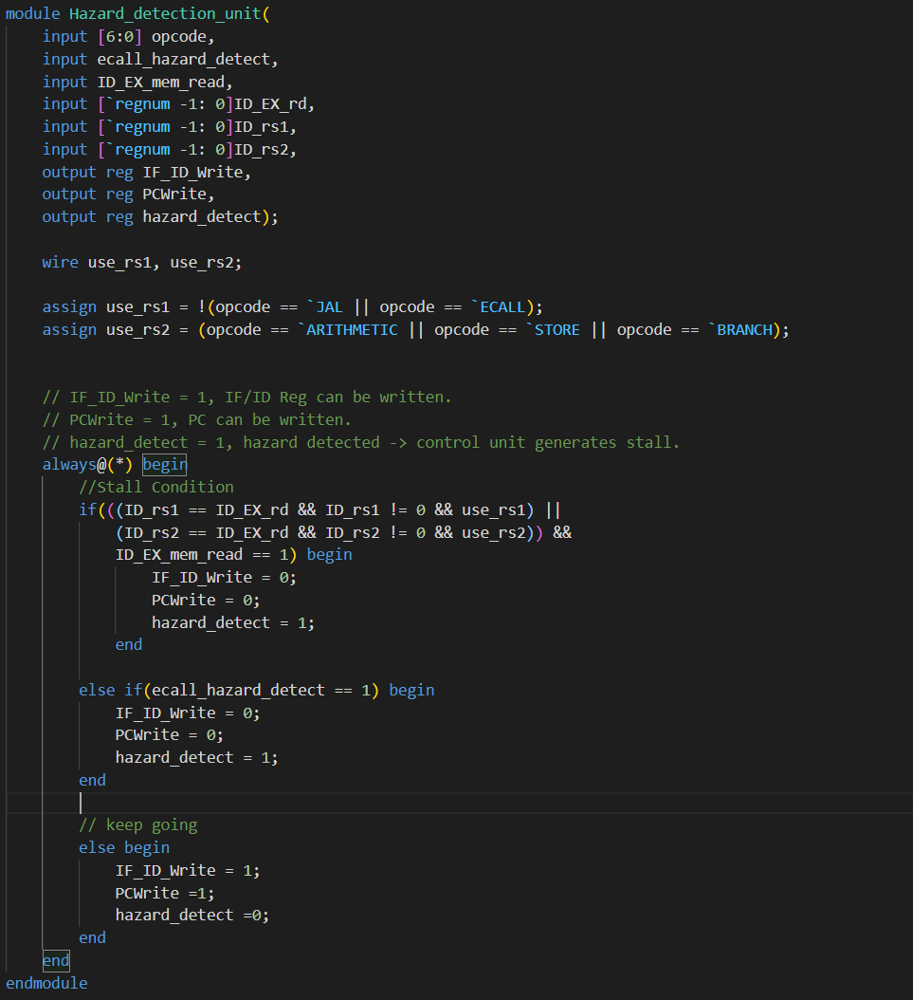 module Hazard_detection_unit(
    input [6:0] opcode,
    input ecall_hazard_detect,
    input ID_EX_mem_read,
    input [`regnum -1: 0]ID_EX_rd,
    input [`regnum -1: 0]ID_rs1,
    input [`regnum -1: 0]ID_rs2,
    output reg IF_ID_Write,
    output reg PCWrite,
    output reg hazard_detect);

    wire use_rs1, use_rs2;

    assign use_rs1 = !(opcode == `JAL || opcode == `ECALL);
    assign use_rs2 = (opcode == `ARITHMETIC || opcode == `STORE || opcode == `BRANCH);


    // IF_ID_Write = 1, IF/ID Reg can be written.
    // PCWrite = 1, PC can be written.
    // hazard_detect = 1, hazard detected -> control unit generates stall.
    always@(*) begin
        //Stall Condition
        if(((ID_rs1 == ID_EX_rd && ID_rs1 != 0 && use_rs1) ||
            (ID_rs2 == ID_EX_rd && ID_rs2 != 0 && use_rs2)) &&
            ID_EX_mem_read == 1) begin
                IF_ID_Write = 0;
                PCWrite = 0;
                hazard_detect = 1;
            end

        else if(ecall_hazard_detect == 1) begin
            IF_ID_Write = 0;
            PCWrite = 0;
            hazard_detect = 1;
        end

        // keep going
        else begin
            IF_ID_Write = 1;
            PCWrite =1;
            hazard_detect =0;
        end
    end
endmodule